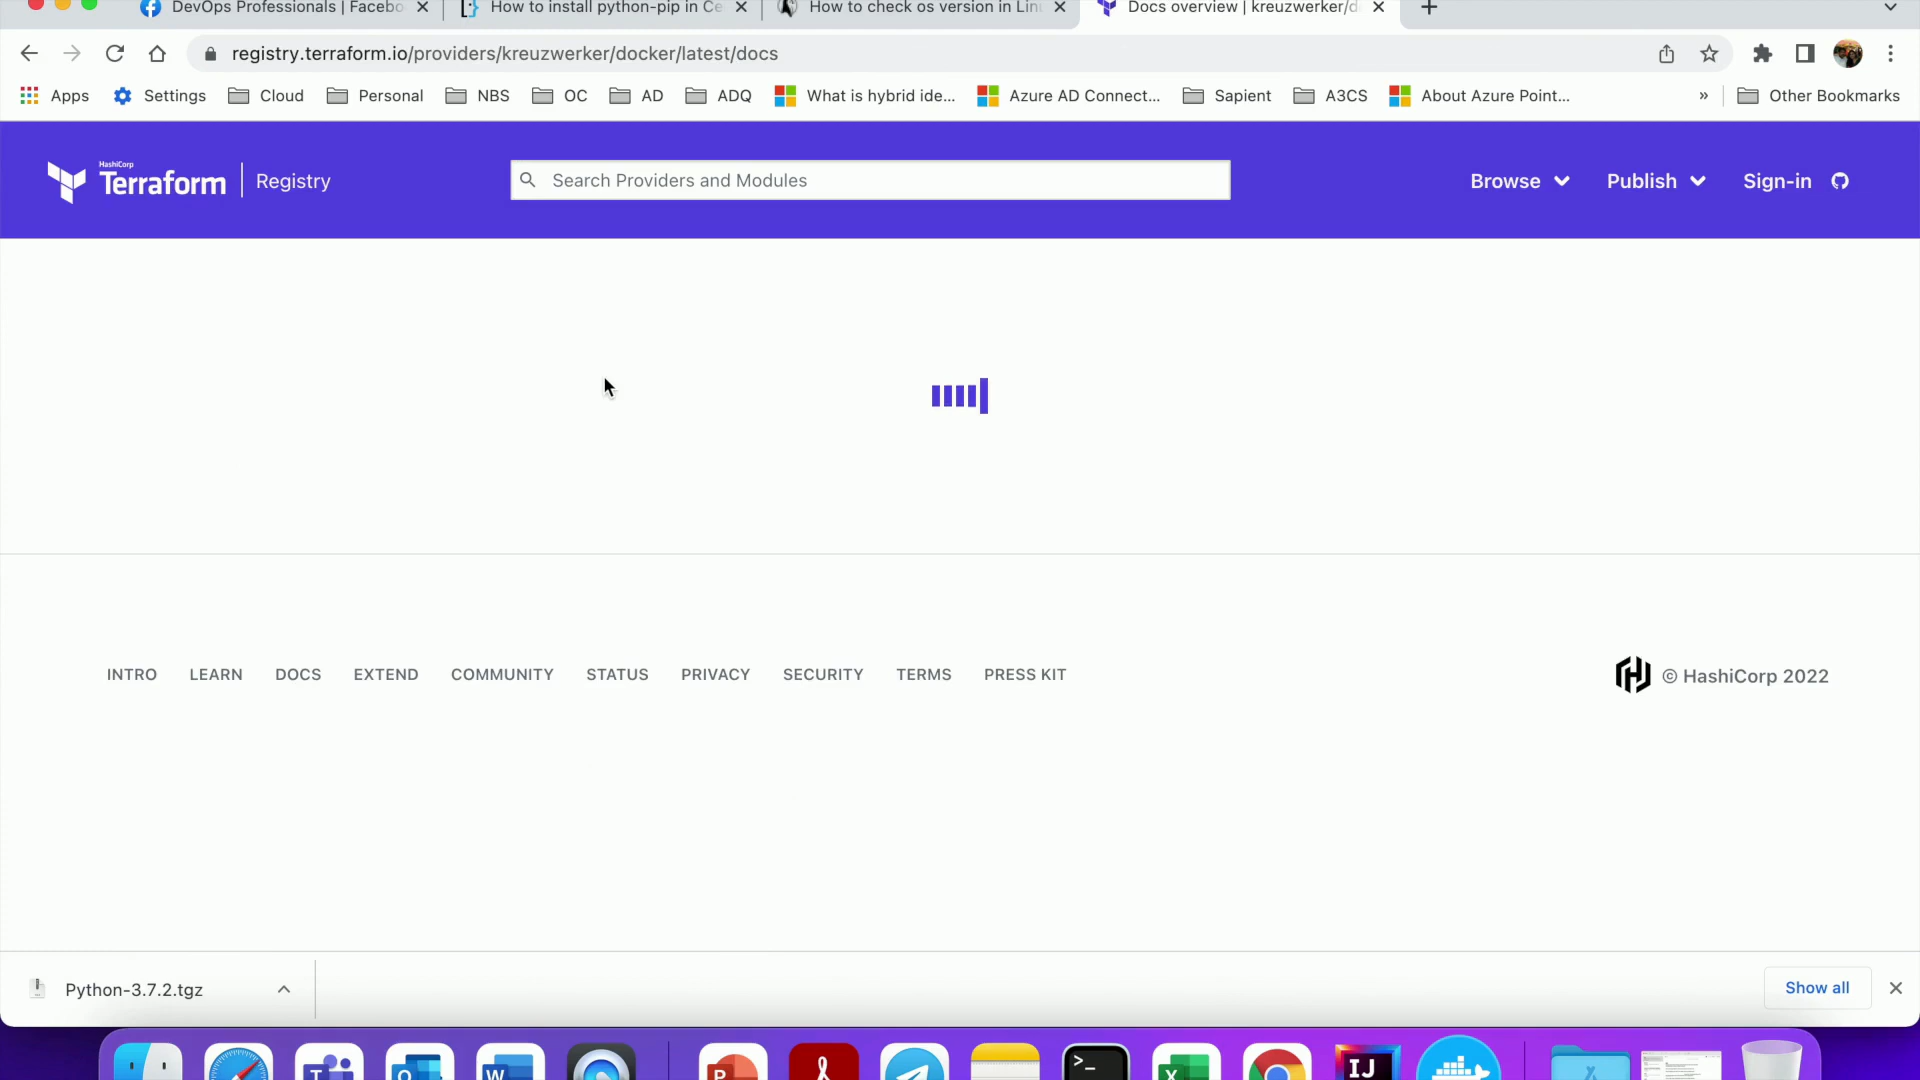 DevOps Professionals | Facebo
How to install python-pip in Ce
How to check os version in Lin
Docs overview | kreuzwerker/d
registry.terraform.io/providers/kreuzwerker/docker/latest/docs
Apps
Settings
Cloud
Personal
NBS
OC
AD
ADQ
What is hybrid ide...
Azure AD Connect...
Sapient
A3CS
About Azure Point...
»
Other Bookmarks
HashiCorp
Terraform
Registry
Search Providers and Modules
Browse
Publish
Sign-in
INTRO
LEARN
DOCS
EXTEND
COMMUNITY
STATUS
PRIVACY
SECURITY
TERMS
PRESS KIT
© HashiCorp 2022
Python-3.7.2.tgz
Show all
T
O
W
P
>_
X
IJ